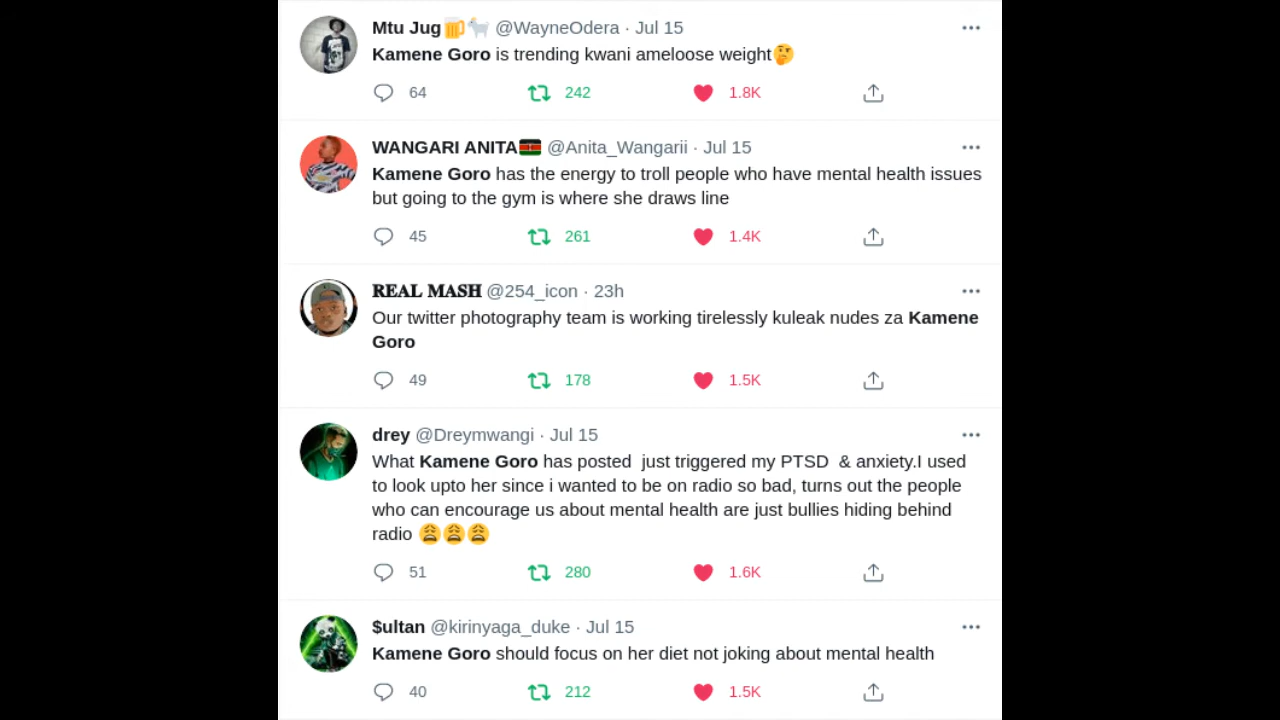 Mtu Jug🍺🐐 @WayneOdera · Jul 15
Kamene Goro is trending kwani ameloose weight🤔
64 242 1.8K
WANGARI ANITA🇰🇪 @Anita_Wangarii · Jul 15
Kamene Goro has the energy to troll people who have mental health issues
but going to the gym is where she draws line
45 261 1.4K
𝐑𝐄𝐀𝐋 𝐌𝐀𝐒𝐇 @254_icon · 23h
Our twitter photography team is working tirelessly kuleak nudes za Kamene
Goro
49 178 1.5K
drey @Dreymwangi · Jul 15
What Kamene Goro has posted  just triggered my PTSD  & anxiety.I used
to look upto her since i wanted to be on radio so bad, turns out the people
who can encourage us about mental health are just bullies hiding behind
radio 😩😩😩
51 280 1.6K
$ultan @kirinyaga_duke · Jul 15
Kamene Goro should focus on her diet not joking about mental health
40 212 1.5K